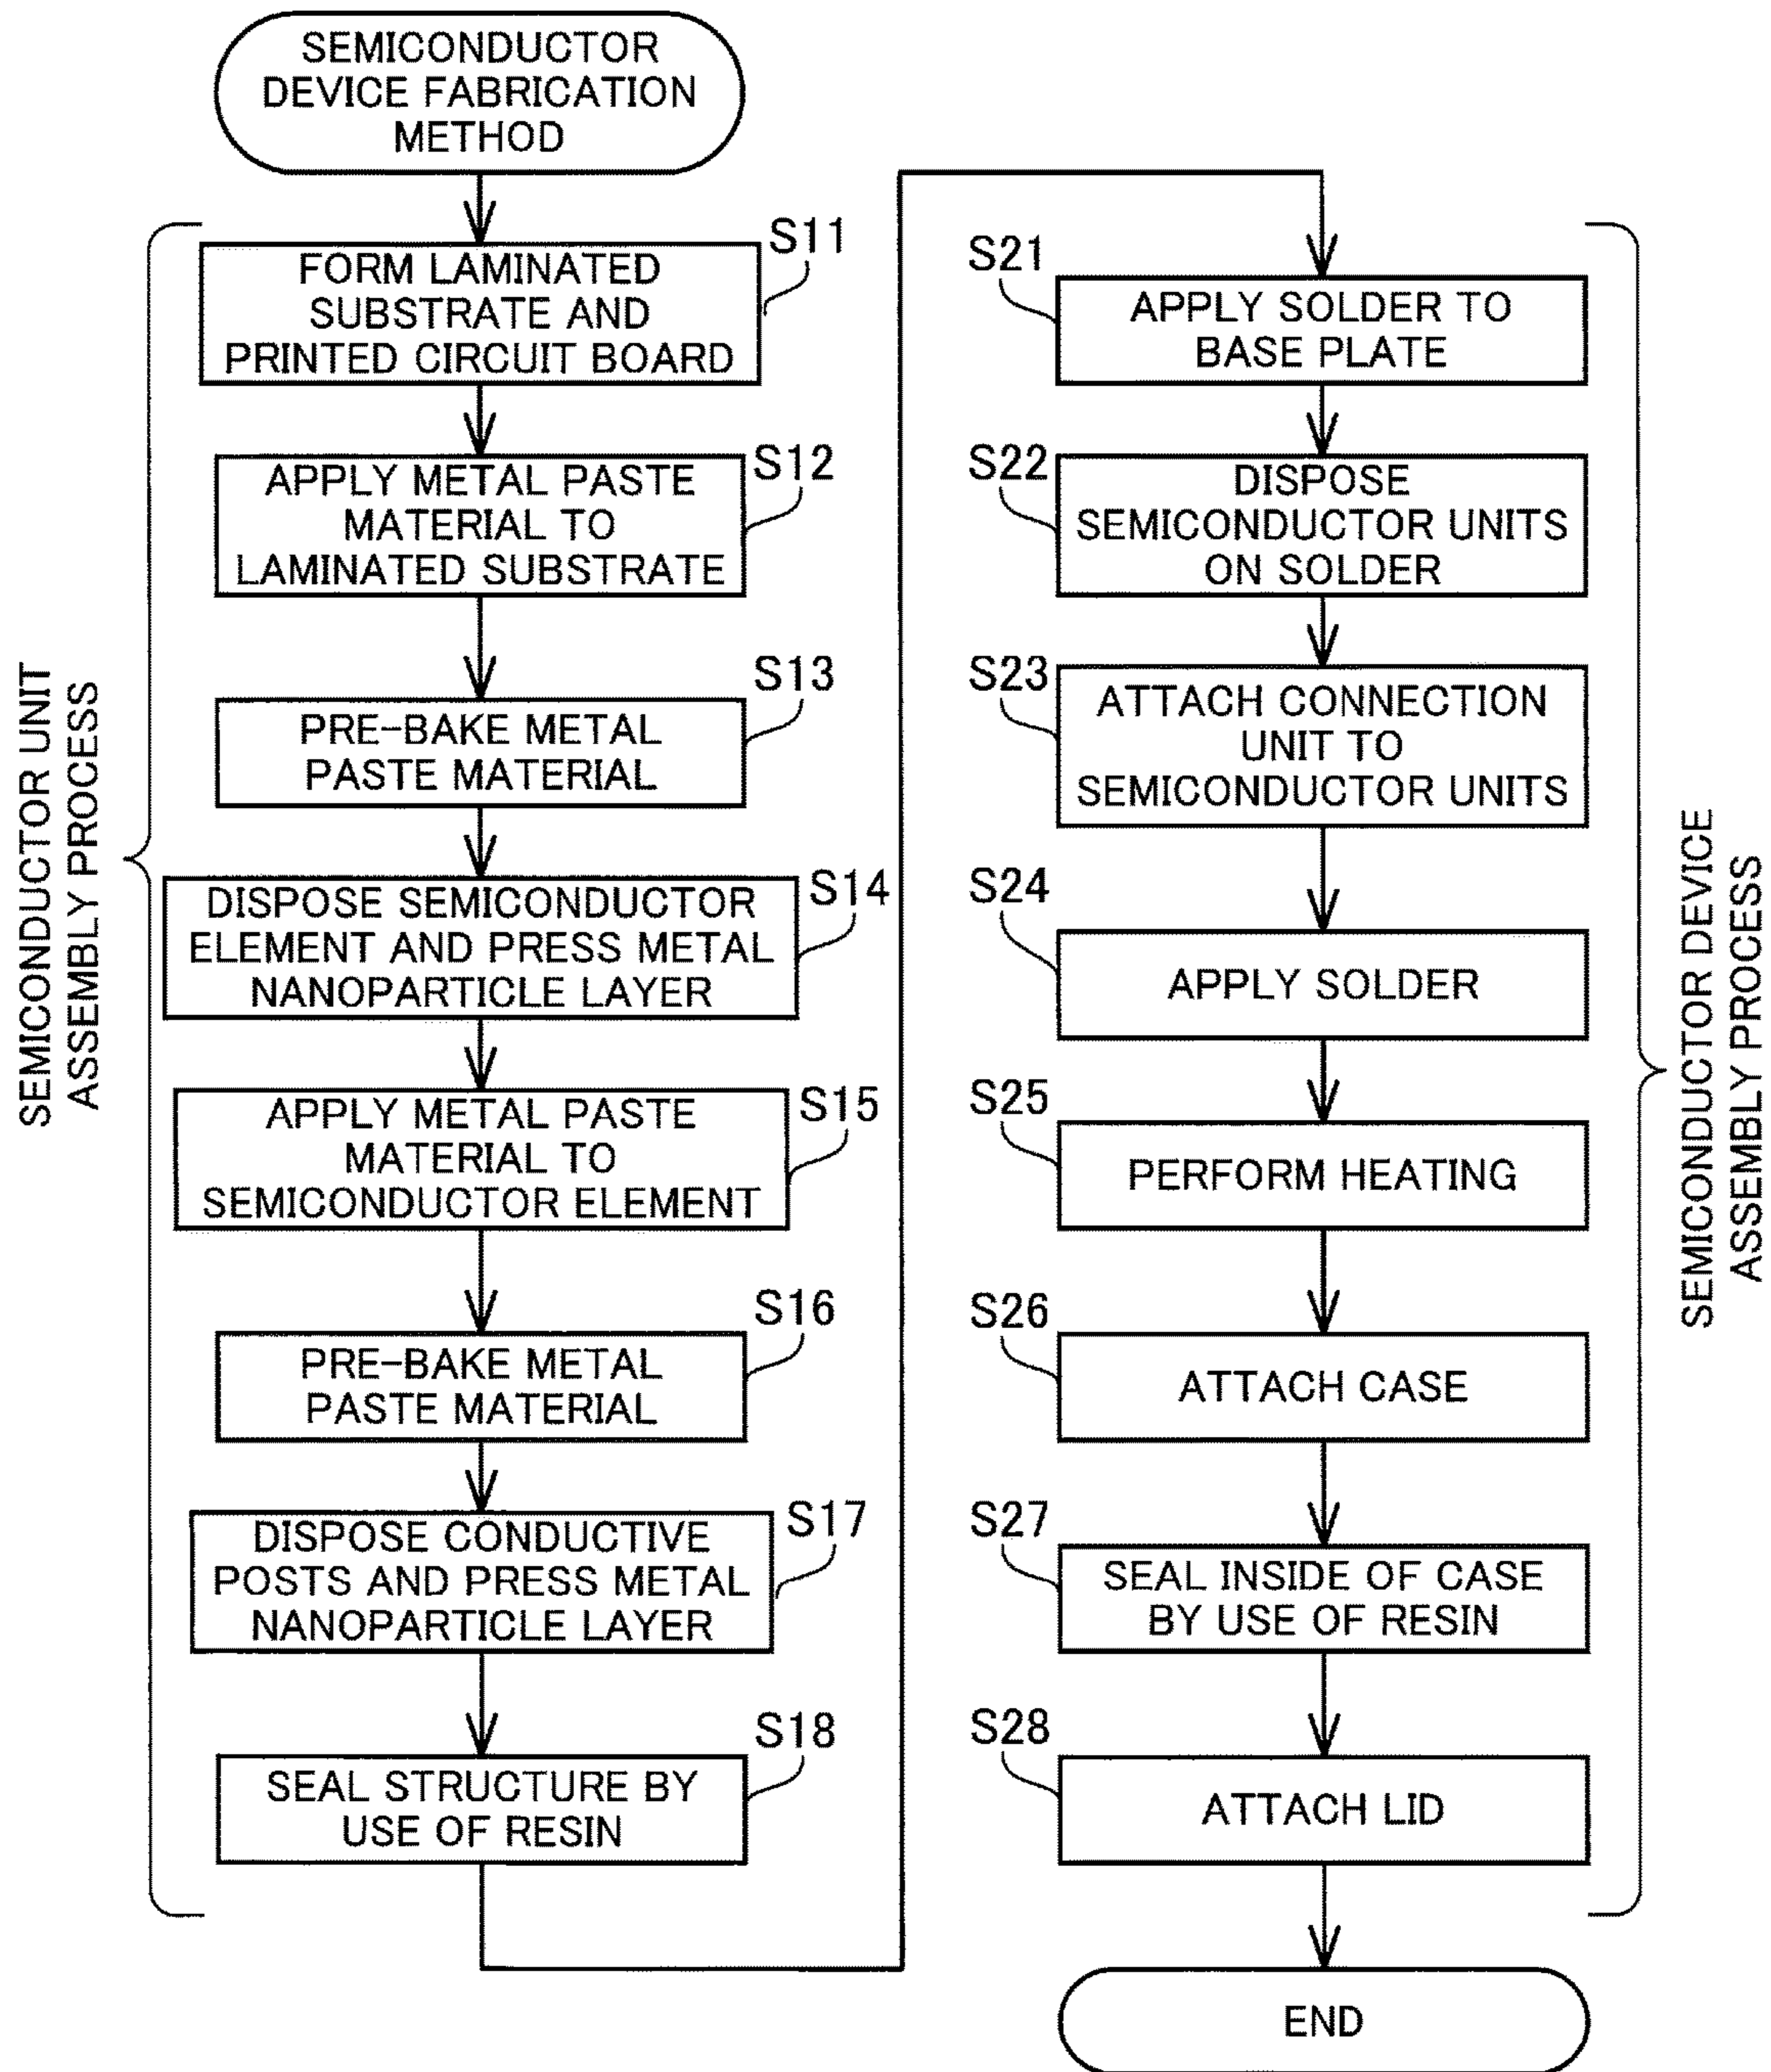 SEMICONDUCTOR
DEVICE FABRICATION
METHOD
SEMICONDUCTOR UNIT
ASSEMBLY PROCESS
S11
FORM LAMINATED
SUBSTRATE AND
PRINTED CIRCUIT BOARD
S12
APPLY METAL PASTE
MATERIAL TO
LAMINATED SUBSTRATE
S13
PRE-BAKE METAL
PASTE MATERIAL
S14
DISPOSE SEMICONDUCTOR
ELEMENT AND PRESS METAL
NANOPARTICLE LAYER
S15
APPLY METAL PASTE
MATERIAL TO
SEMICONDUCTOR ELEMENT
S16
PRE-BAKE METAL
PASTE MATERIAL
S17
DISPOSE CONDUCTIVE
POSTS AND PRESS METAL
NANOPARTICLE LAYER
S18
SEAL STRUCTURE BY
USE OF RESIN
S21
APPLY SOLDER TO
BASE PLATE
S22
DISPOSE
SEMICONDUCTOR UNITS
ON SOLDER
S23
ATTACH CONNECTION
UNIT TO
SEMICONDUCTOR UNITS
S24
APPLY SOLDER
S25
PERFORM HEATING
S26
ATTACH CASE
S27
SEAL INSIDE OF CASE
BY USE OF RESIN
S28
ATTACH LID
END
SEMICONDUCTOR DEVICE
ASSEMBLY PROCESS